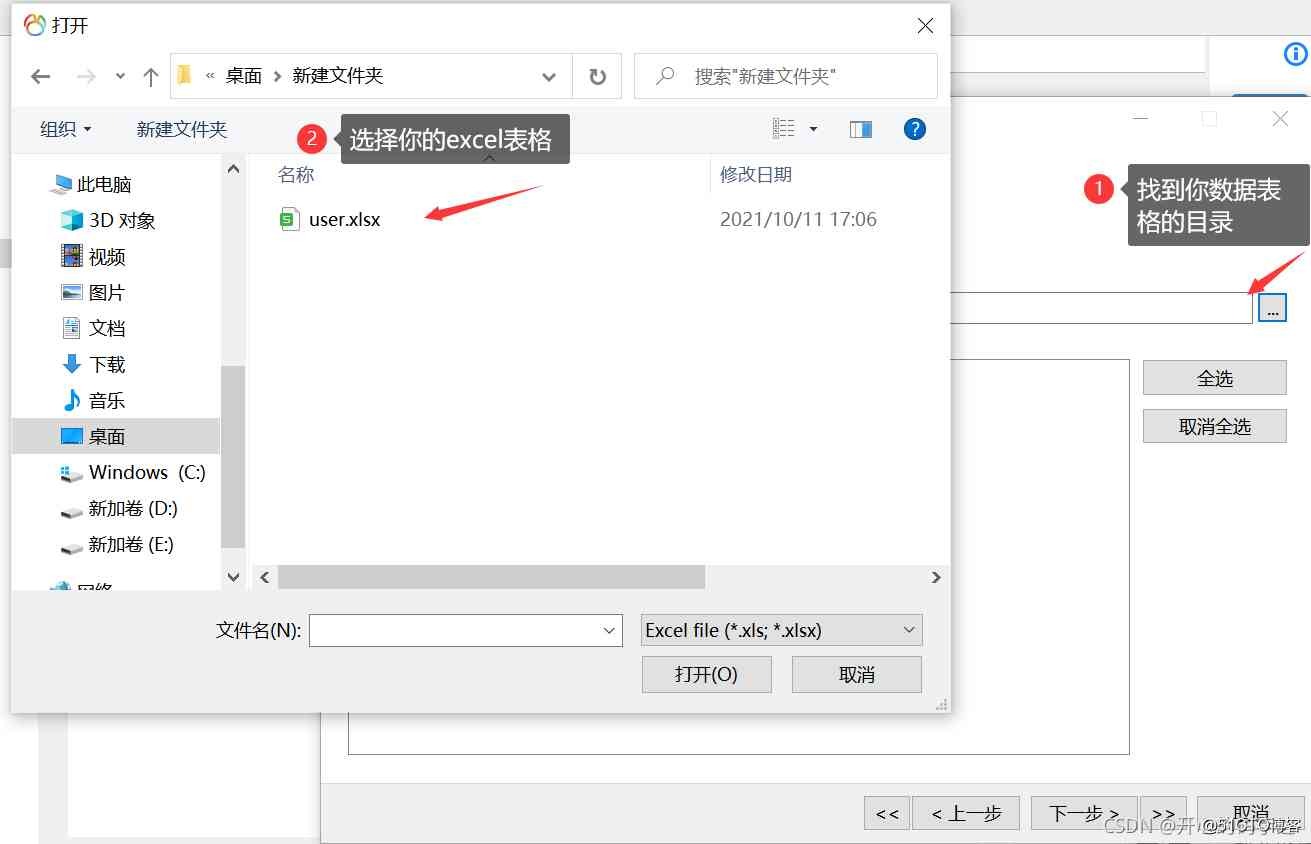 打开
« 桌面 > 新建文件夹
搜索"新建文件夹"
组织
新建文件夹
2
选择你的excel表格
名称
修改日期
user.xlsx
2021/10/11 17:06
此电脑
3D 对象
视频
图片
文档
下载
音乐
桌面
Windows (C:)
新加卷 (D:)
新加卷 (E:)
网络
文件名(N):
Excel file (*.xls; *.xlsx)
打开(O)
取消
1
找到你数据表
格的目录
...
全选
取消全选
<<
< 上一步
下一步 >
>>
取消
CSDN @开心
@51CTO博客